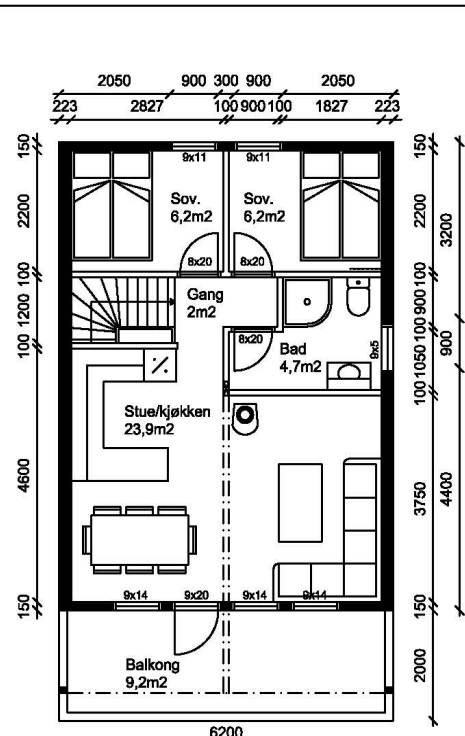 2050 900 300 900 2050
223 2827 100 900 100 1827 223
150 2200 100 1200 100 4600 150
9x11 9x11
Sov. Sov.
6,2m2 6,2m2
8x20 8x20
Gang
2m2
8x20
Bad
4,7m2
9x5
Stue/kjøkken
23,9m2
9x14 9x20 9x14 9x14
Balkong
9,2m2
150 2200 100 900 100 1050 100 3750 150 2000
3200 900 4400
6200